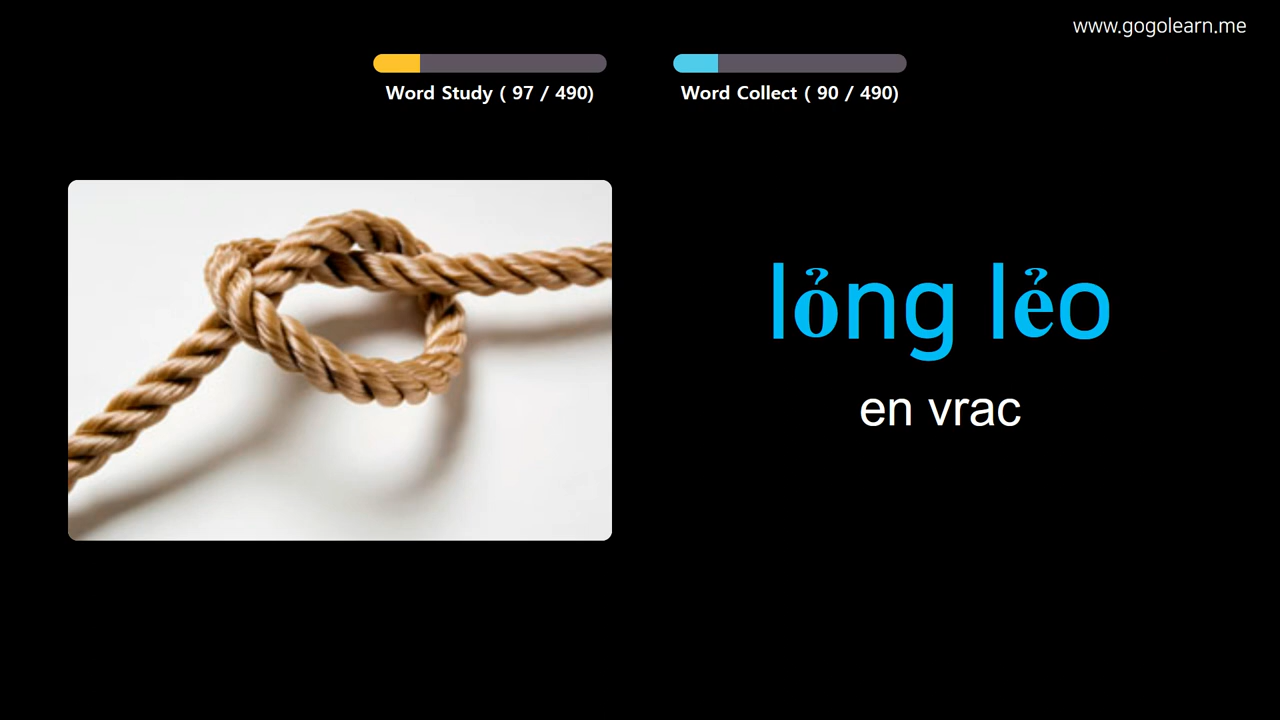 www.gogolearn.me
Word Study ( 97 / 490)
Word Collect ( 90 / 490)
lỏng lẻo
en vrac